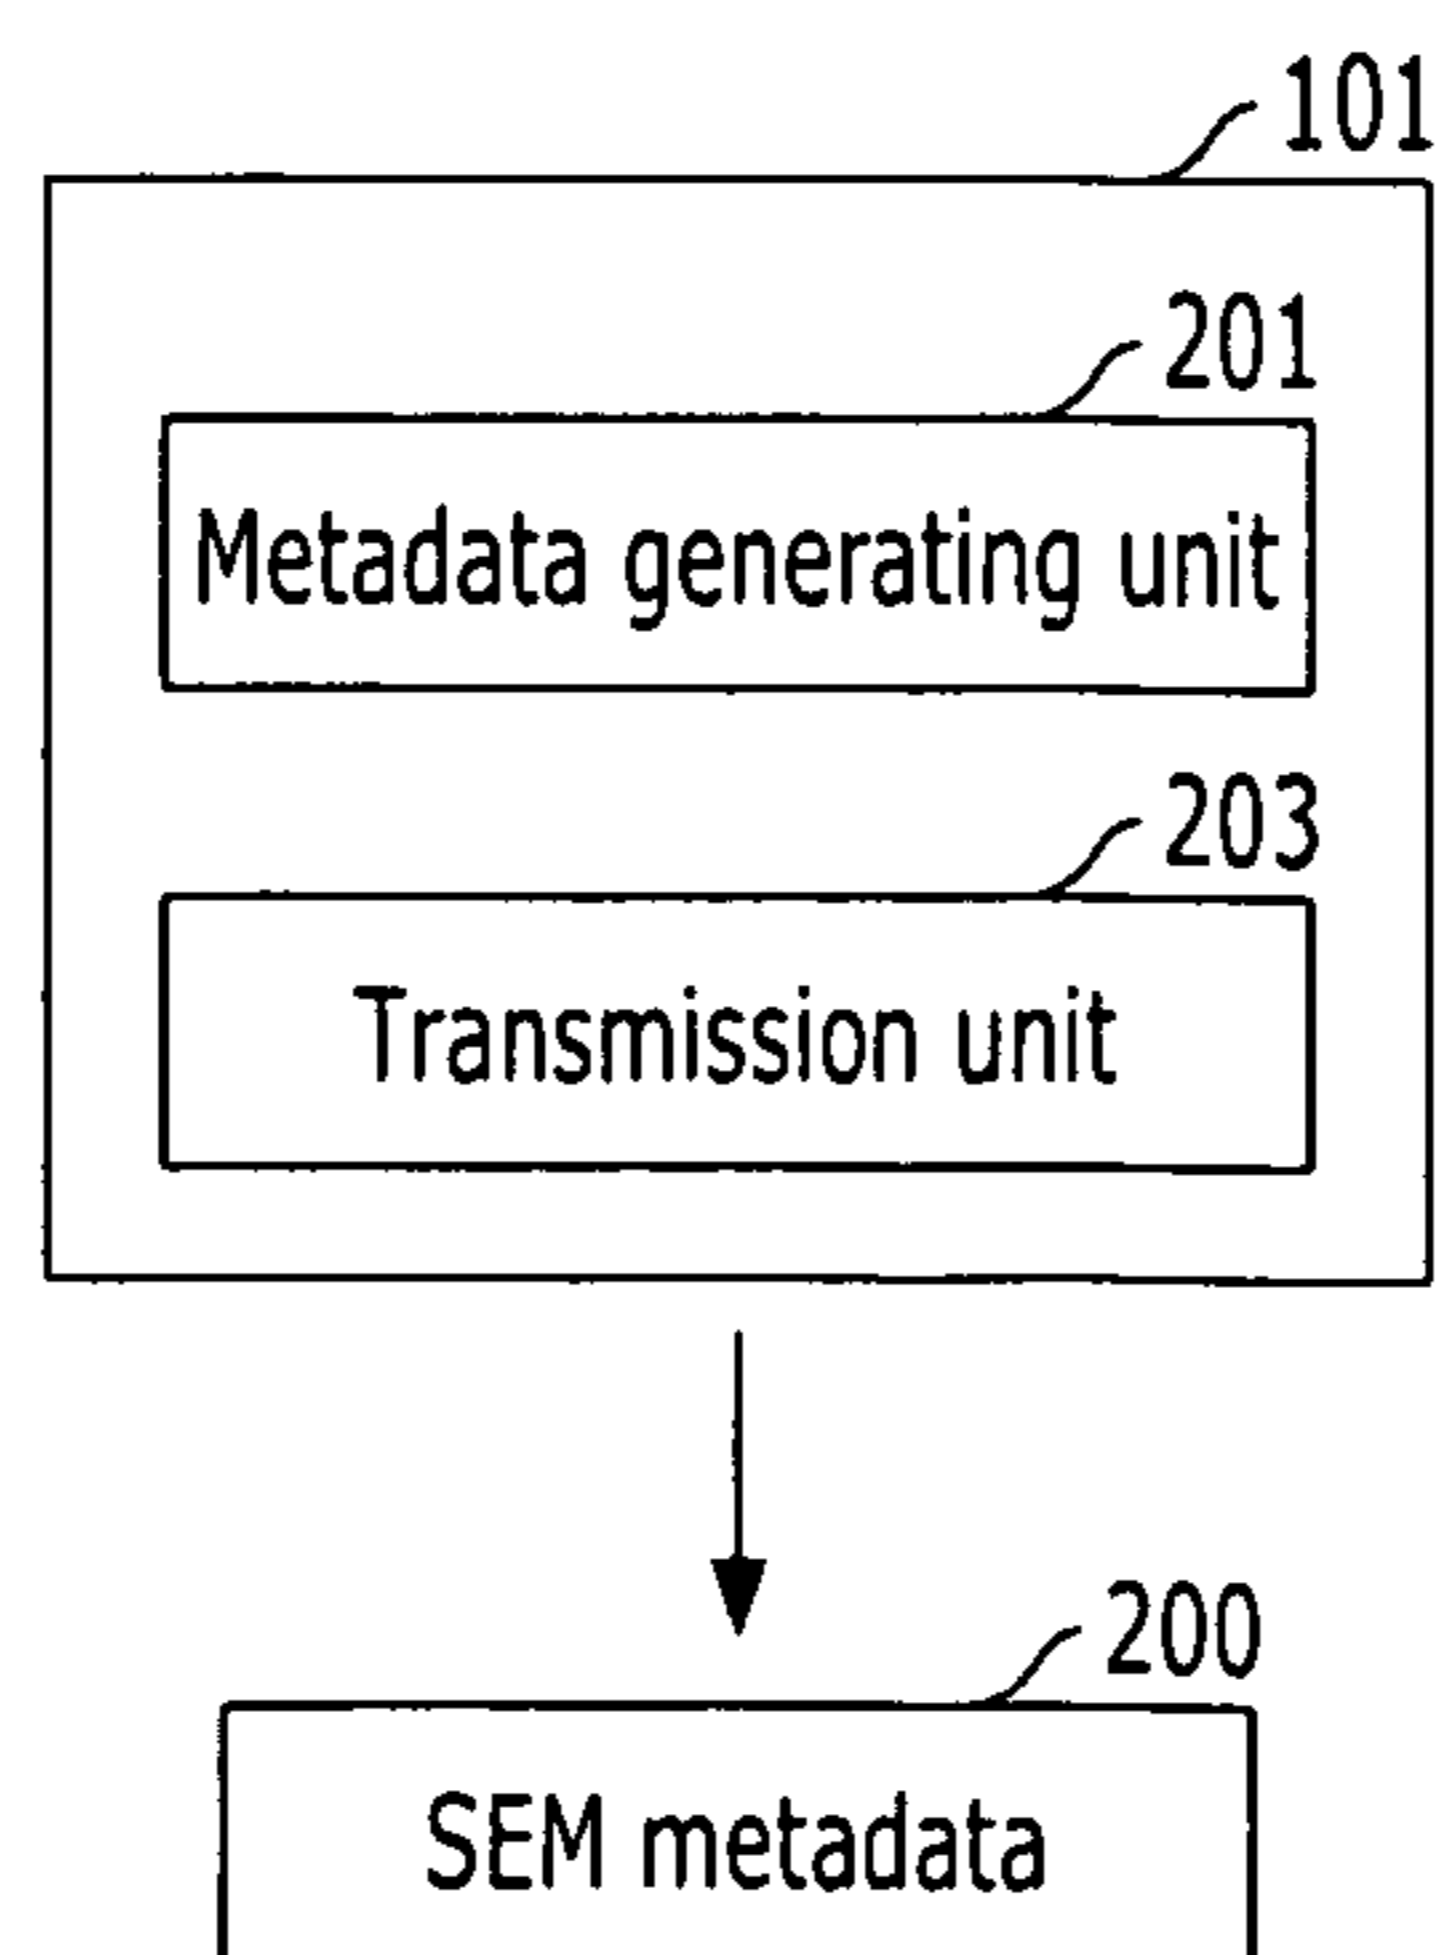 101
201
Metadata generating unit
203
Transmission unit
200
SEM metadata